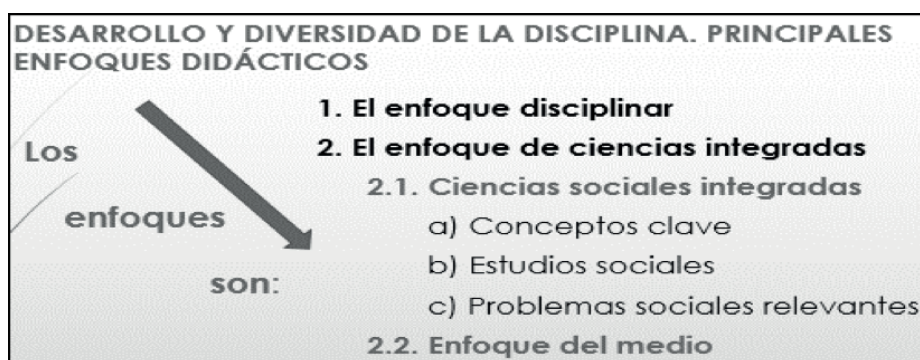 DESARROLLO Y DIVERSIDAD DE LA DISCIPLINA. PRINCIPALES
ENFOQUES DIDÁCTICOS
Los
enfoques
son:
1. El enfoque disciplinar
2. El enfoque de ciencias integradas
2.1. Ciencias sociales integradas
a) Conceptos clave
b) Estudios sociales
c) Problemas sociales relevantes
2.2. Enfoque del medio